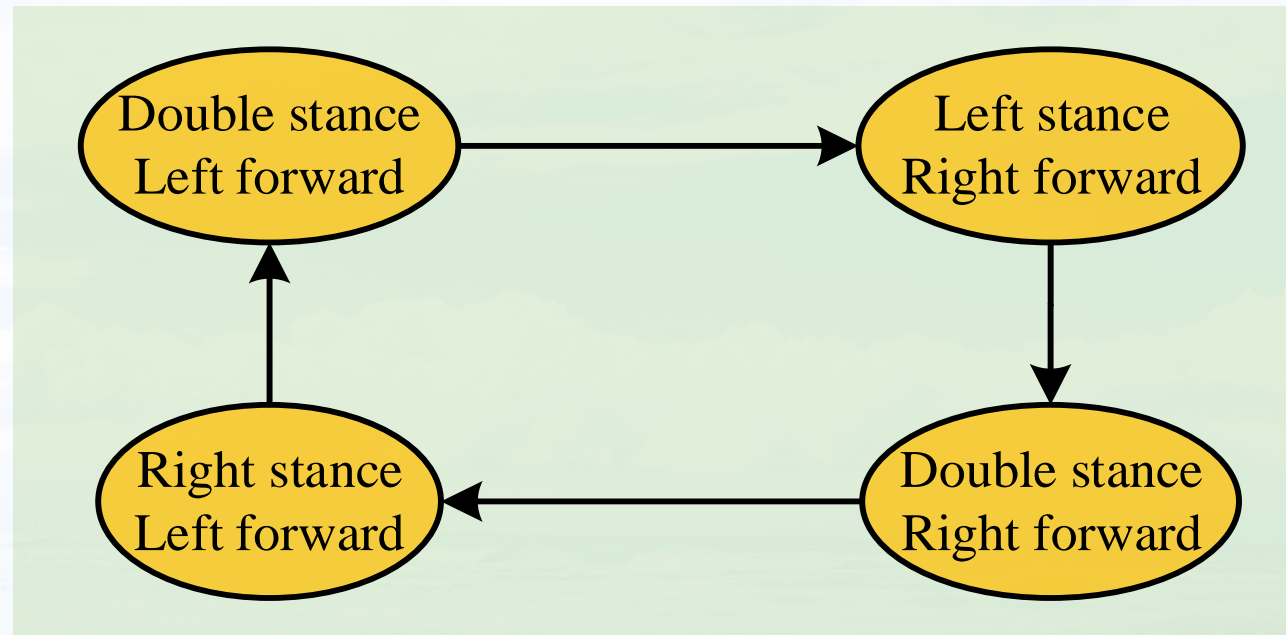 Double stance
Left forward
Left stance
Right forward
Right stance
Left forward
Double stance
Right forward